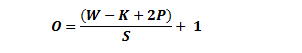 O = (W - K + 2P) / S + 1